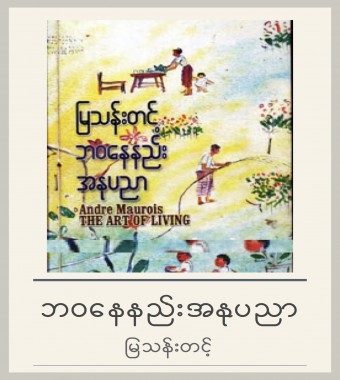 မြသန်းတင့်
ဘဝနေနည်း
အနုပညာ
Andre Maurois
THE ART OF LIVING
ဘဝနေနည်းအနုပညာ
မြသန်းတင့်